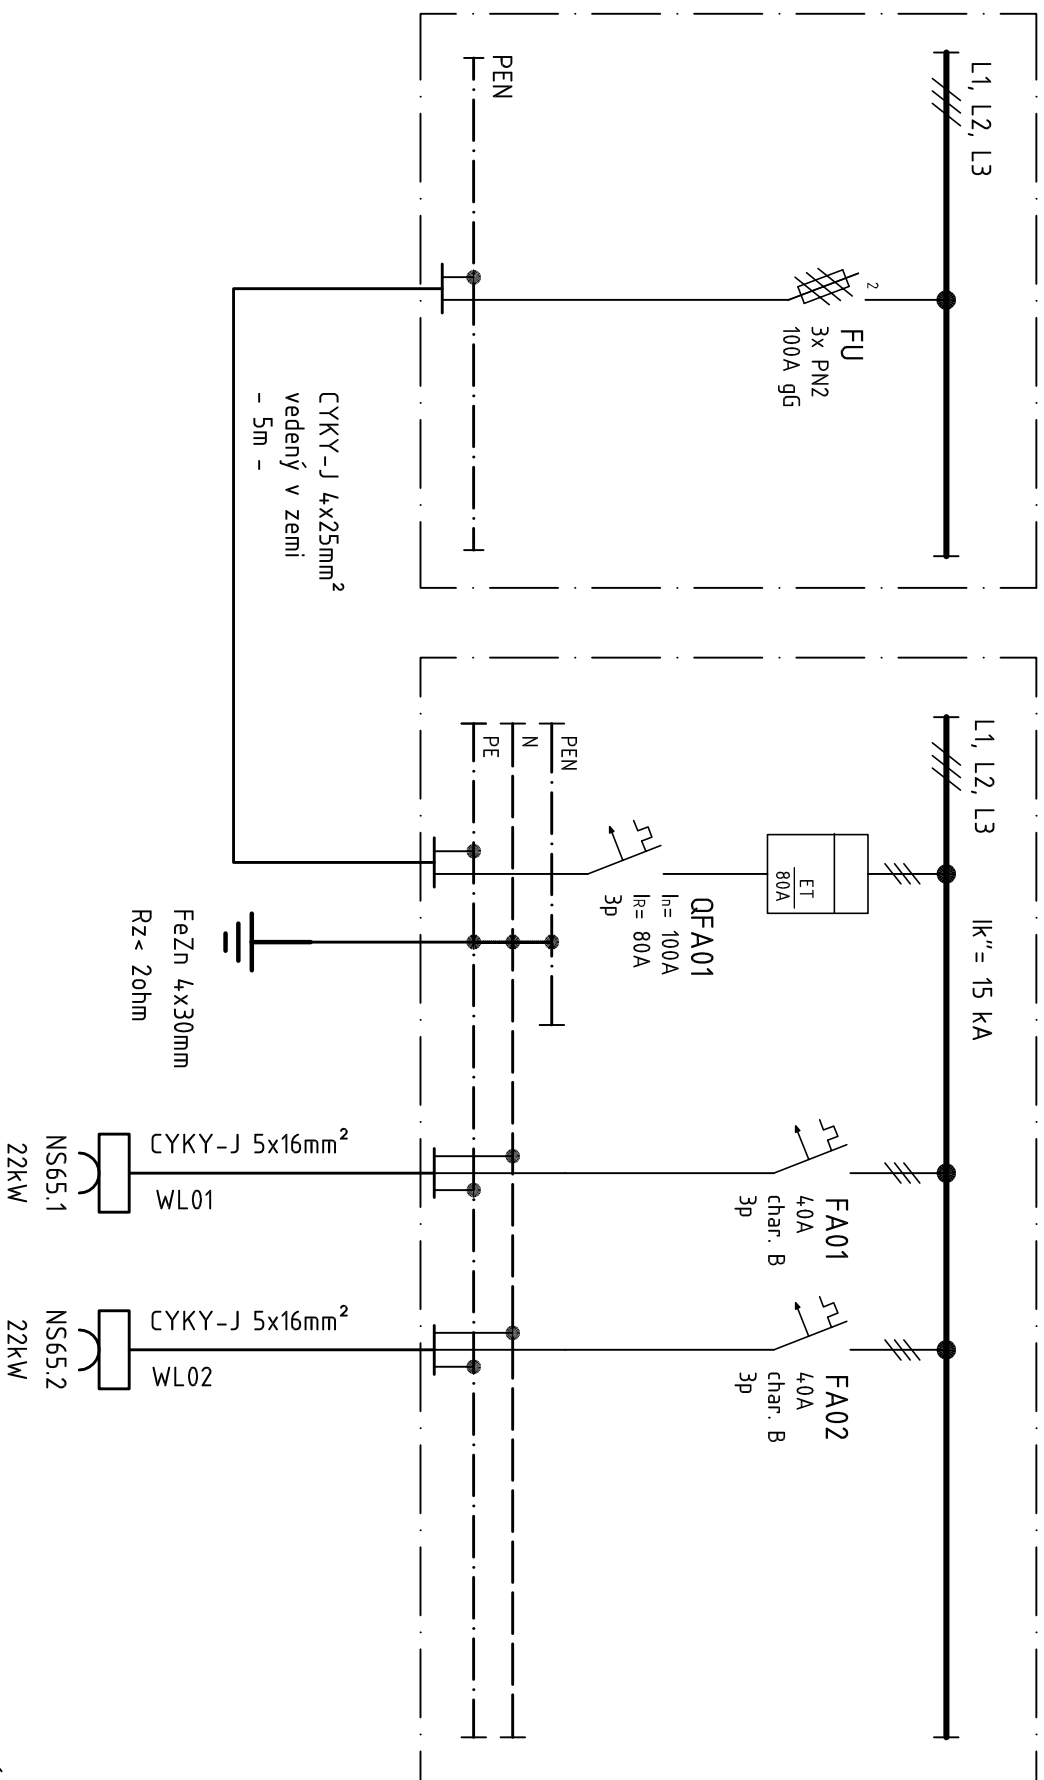 L1, L2, L3
2
FU
3x PN2
100A gG
PEN
CYKY-J 4x25mm²
vedený v zemi
- 5m -
L1, L2, L3
Ik''= 15 kA
ET
80A
QFA01
In= 100A
IR= 80A
3p
PEN
N
PE
FeZn 4x30mm
Rz< 2ohm
FA01
40A
char. B
3p
CYKY-J 5x16mm²
WL01
NS65.1
22kW
FA02
40A
char. B
3p
CYKY-J 5x16mm²
WL02
NS65.2
22kW